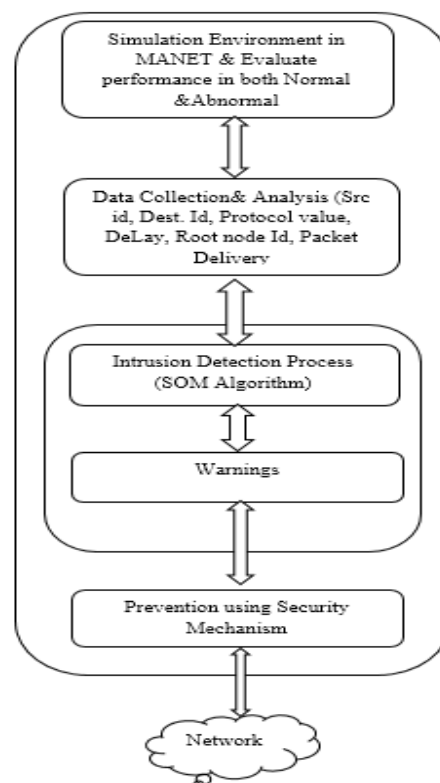 Simulation Environment in
MANET & Evaluate
performance in both Normal
&Abnormal
Data Collection& Analysis (Src
id, Dest. Id, Protocol value,
DeLay, Root node Id, Packet
Delivery
Intrusion Detection Process
(SOM Algorithm)
Warnings
Prevention using Security
Mechanism
Network